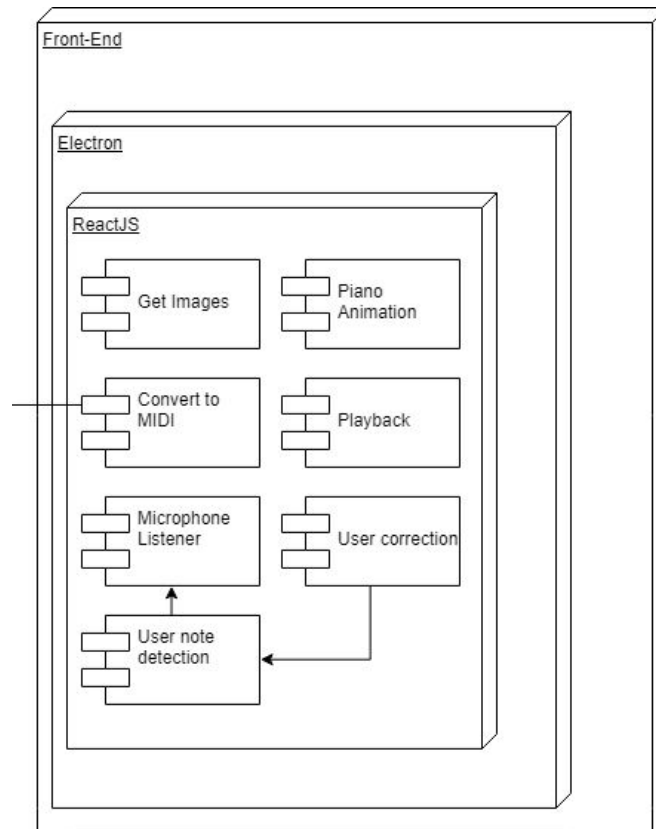 Front-End
Electron
ReactJS
Get Images
Piano
Animation
Convert to
MIDI
Playback
Microphone
Listener
User correction
User note
detection